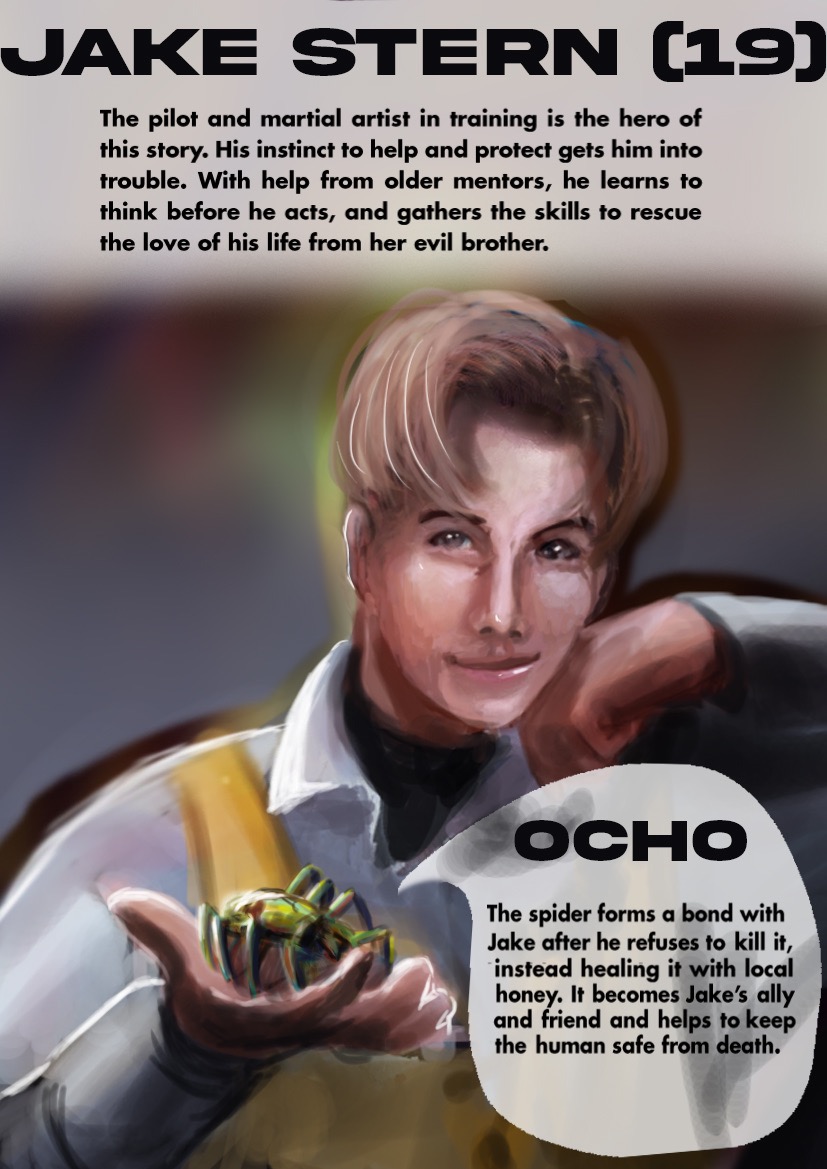 JAKE STERN (19)
The pilot and martial artist in training is the hero of
this story. His instinct to help and protect gets him into
trouble. With help from older mentors, he learns to
think before he acts, and gathers the skills to rescue
the love of his life from her evil brother.
OCHO
The spider forms a bond with
Jake after he refuses to kill it,
instead healing it with local
honey. It becomes Jake’s ally
and friend and helps to keep
the human safe from death.